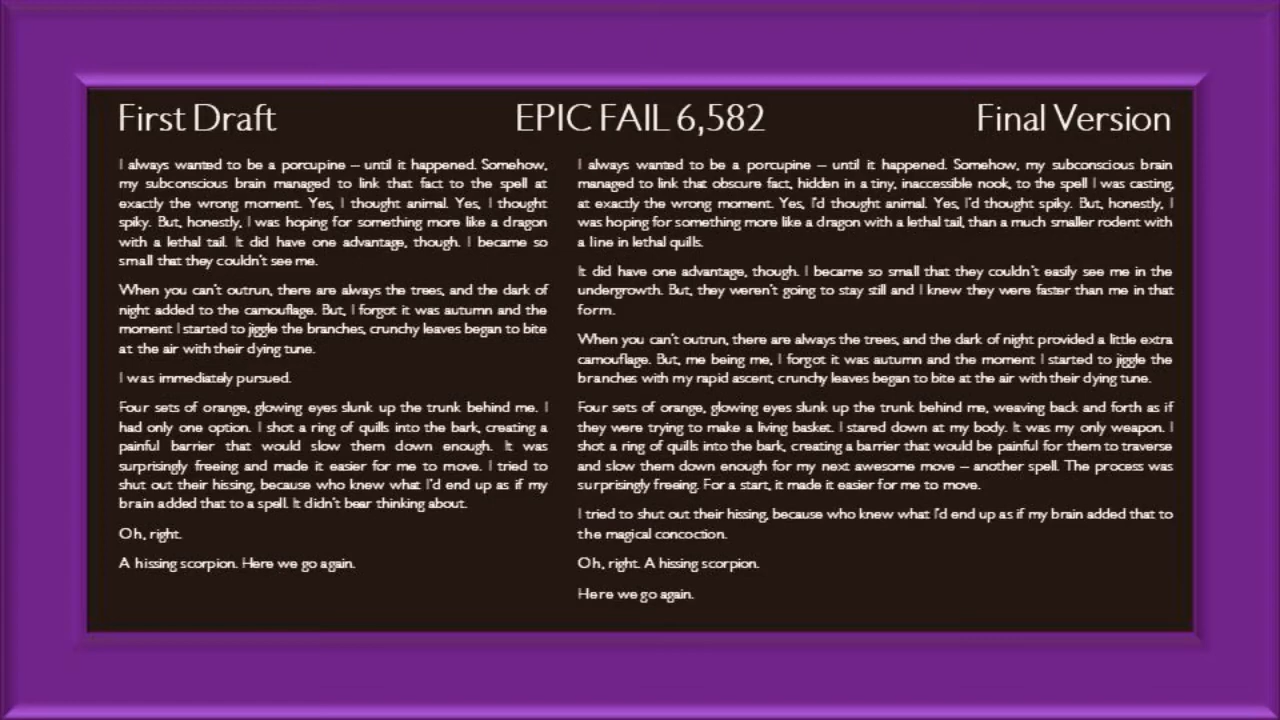 First Draft
EPIC FAIL 6,582
Final Version
I always wanted to be a porcupine – until it happened. Somehow,
my subconscious brain managed to link that fact to the spell at
exactly the wrong moment. Yes, I thought animal. Yes, I thought
spiky. But, honestly, I was hoping for something more like a dragon
with a lethal tail. It did have one advantage, though. I became so
small that they couldn't see me.
When you can't outrun, there are always the trees, and the dark of
night added to the camouflage. But, I forgot it was autumn and the
moment I started to jiggle the branches, crunchy leaves began to bite
at the air with their dying tune.
I was immediately pursued.
Four sets of orange, glowing eyes slunk up the trunk behind me. I
had only one option. I shot a ring of quills into the bark, creating a
painful barrier that would slow them down enough. It was
surprisingly freeing and made it easier for me to move. I tried to
shut out their hissing, because who knew what I'd end up as if my
brain added that to a spell. It didn't bear thinking about.
Oh, right.
A hissing scorpion. Here we go again.
I always wanted to be a porcupine – until it happened. Somehow, my subconscious brain
managed to link that obscure fact, hidden in a tiny, inaccessible nook, to the spell I was casting,
at exactly the wrong moment. Yes, I'd thought animal. Yes, I'd thought spiky. But, honestly, I
was hoping for something more like a dragon with a lethal tail, than a much smaller rodent with
a line in lethal quills.
It did have one advantage, though. I became so small that they couldn't easily see me in the
undergrowth. But, they weren't going to stay still and I knew they were faster than me in that
form.
When you can't outrun, there are always the trees, and the dark of night provided a little extra
camouflage. But, me being me, I forgot it was autumn and the moment I started to jiggle the
branches with my rapid ascent, crunchy leaves began to bite at the air with their dying tune.
Four sets of orange, glowing eyes slunk up the trunk behind me, weaving back and forth as if
they were trying to make a living basket. I stared down at my body. It was my only weapon. I
shot a ring of quills into the bark, creating a barrier that would be painful for them to traverse
and slow them down enough for my next awesome move – another spell. The process was
surprisingly freeing. For a start, it made it easier for me to move.
I tried to shut out their hissing, because who knew what I'd end up as if my brain added that to
the magical concoction.
Oh, right. A hissing scorpion.
Here we go again.